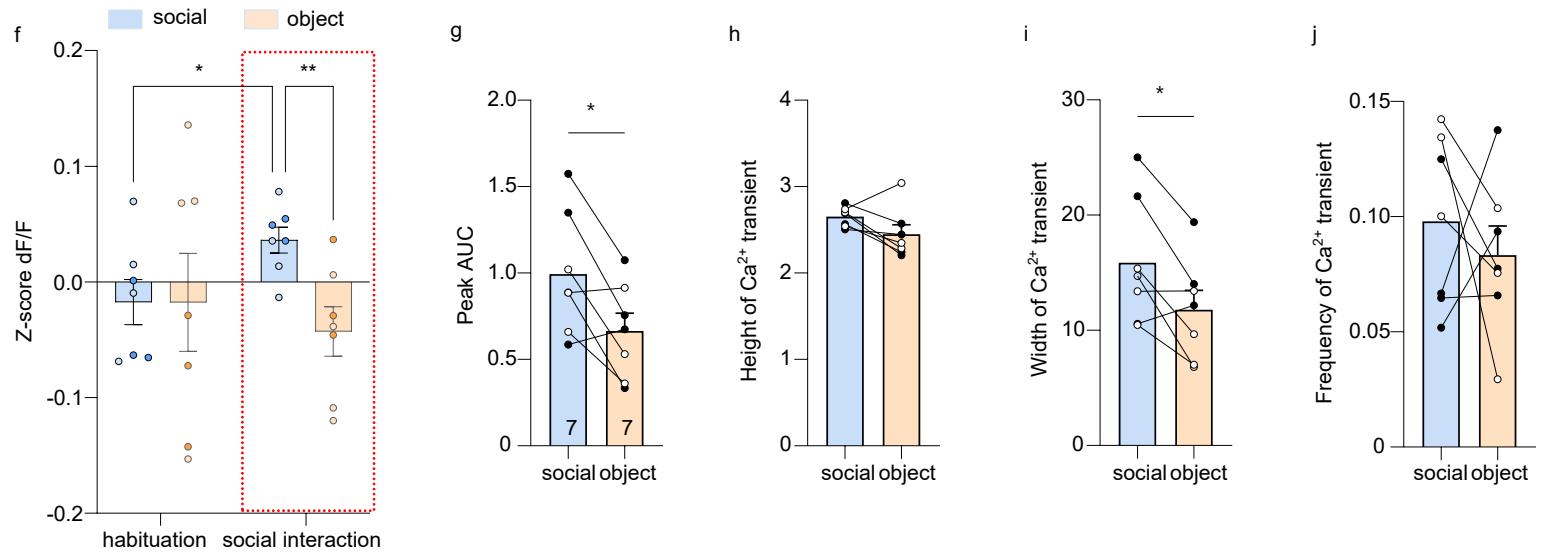 social object
f
g
h
i
j
Z-score dF/F
0.2
0.1
0.0
-0.1
-0.2
*
**
habituation social interaction
Peak AUC
2.0
1.5
1.0
0.5
0
*
7 7
social object
Height of Ca²⁺ transient
4
3
2
1
0
social object
Width of Ca²⁺ transient
30
20
10
0
*
social object
Frequency of Ca²⁺ transient
0.15
0.10
0.05
0
social object